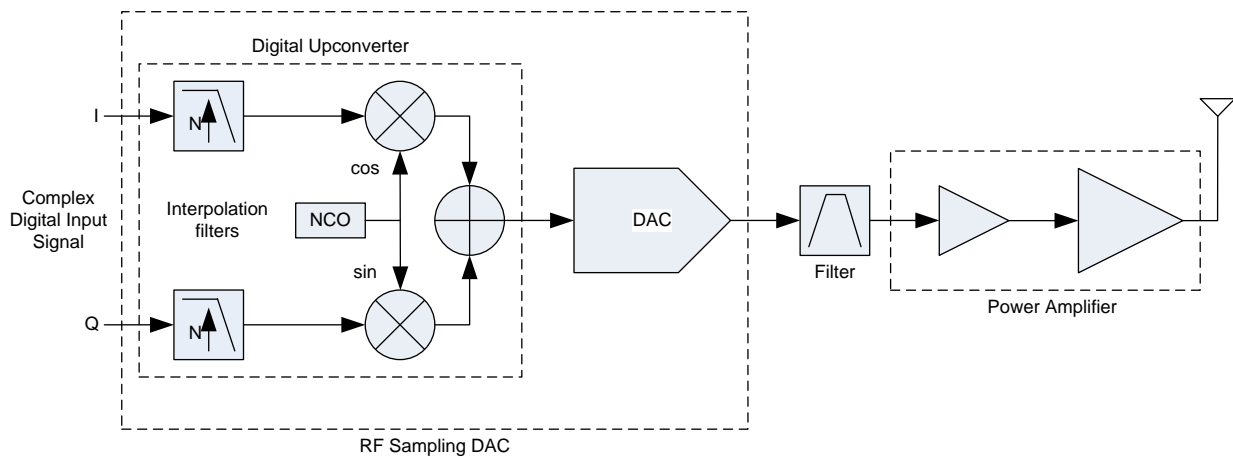 Digital Upconverter
I
N
cos
Complex
Digital Input
Signal
Interpolation
filters
NCO
DAC
Filter
sin
Q
N
Power Amplifier
RF Sampling DAC